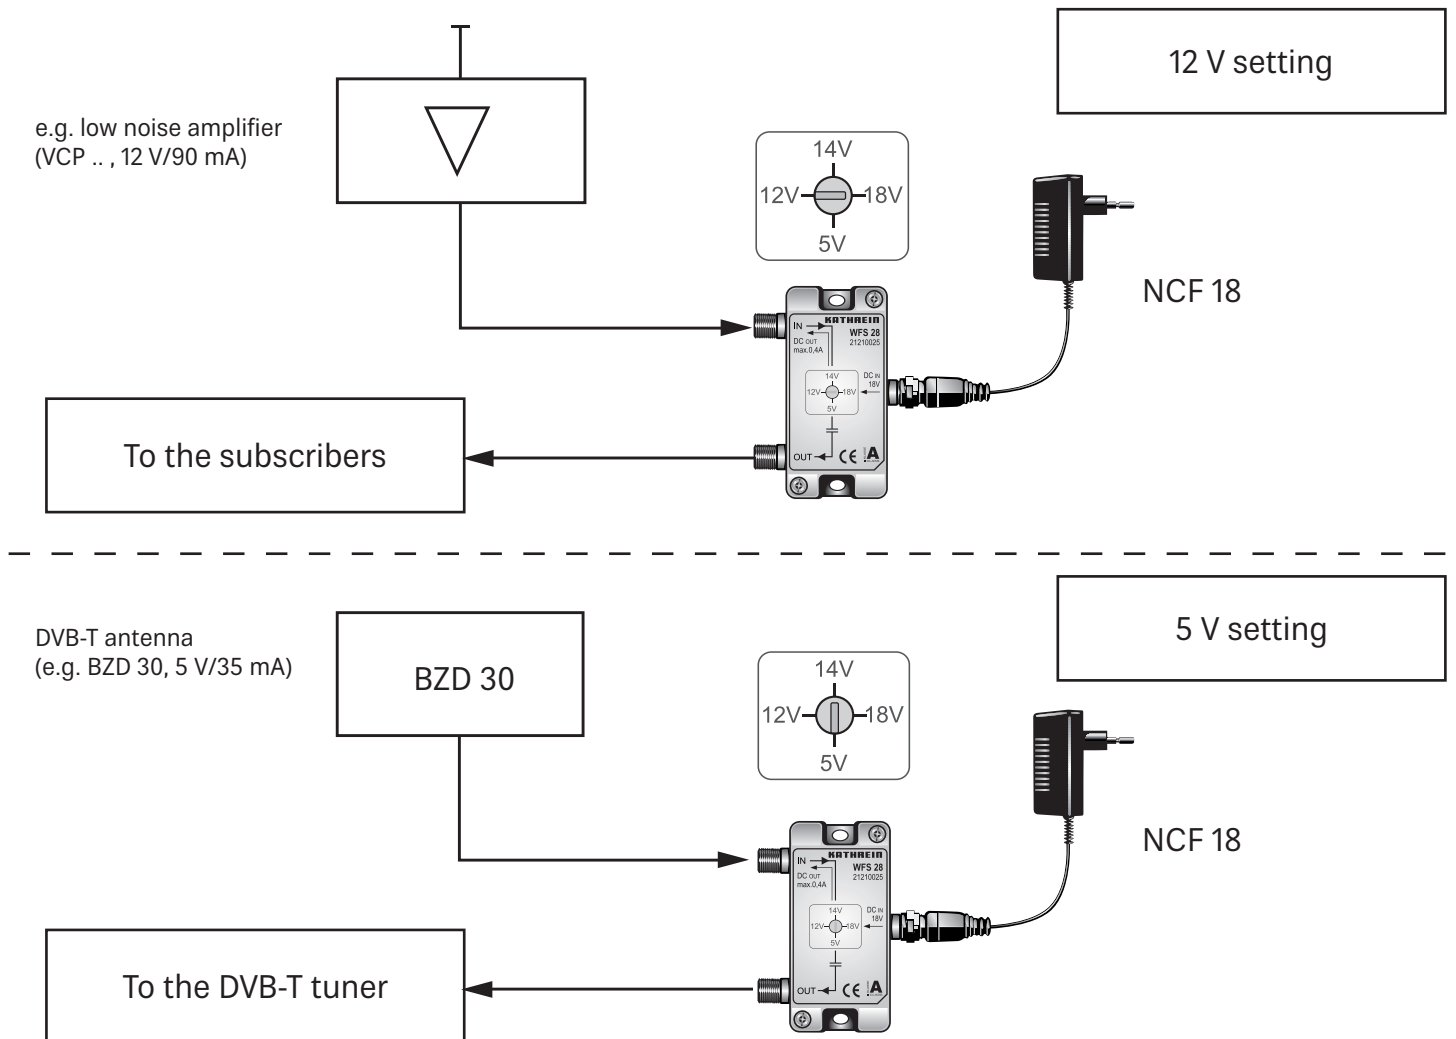 12 V setting
e.g. low noise amplifier
(VCP .. , 12 V/90 mA)
14V
12V
18V
5V
NCF 18
IN
KATHREIN
WFS 28
21210025
DC OUT
max.0,4A
14V
12V
18V
5V
DC IN
18V
OUT
CE
A
To the subscribers
5 V setting
DVB-T antenna
(e.g. BZD 30, 5 V/35 mA)
BZD 30
14V
12V
18V
5V
NCF 18
IN
KATHREIN
WFS 28
21210025
DC OUT
max.0,4A
14V
12V
18V
5V
DC IN
18V
OUT
CE
A
To the DVB-T tuner